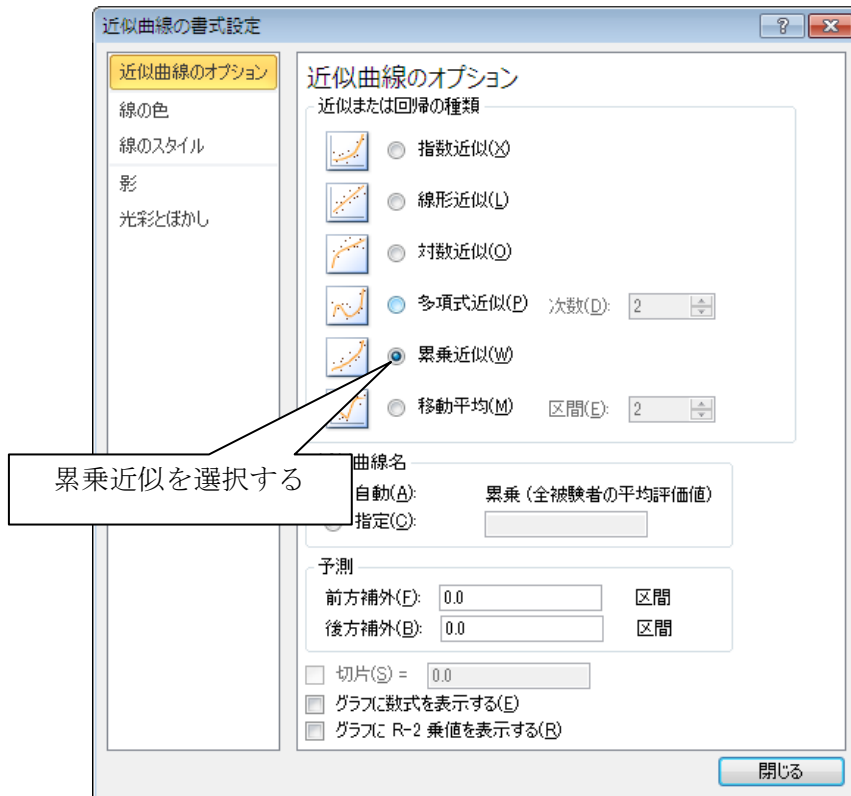 近似曲線の書式設定
近似曲線のオプション
線の色
線のスタイル
影
光彩とぼかし
近似曲線のオプション
近似または回帰の種類
指数近似(X)
線形近似(L)
対数近似(O)
多項式近似(P) 次数(D): 2
累乗近似(W)
移動平均(M) 区間(E): 2
累乗近似を選択する
曲線名
自動(A): 累乗 (全被験者の平均評価値)
指定(C):
予測
前方補外(F): 0.0 区間
後方補外(B): 0.0 区間
切片(S) = 0.0
グラフに数式を表示する(E)
グラフに R-2 乗値を表示する(R)
閉じる